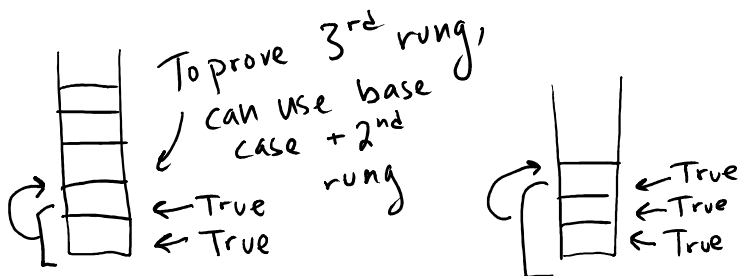 To prove 3rd rung,
can use base
case + 2nd
rung
← True
← True
← True
← True
← True